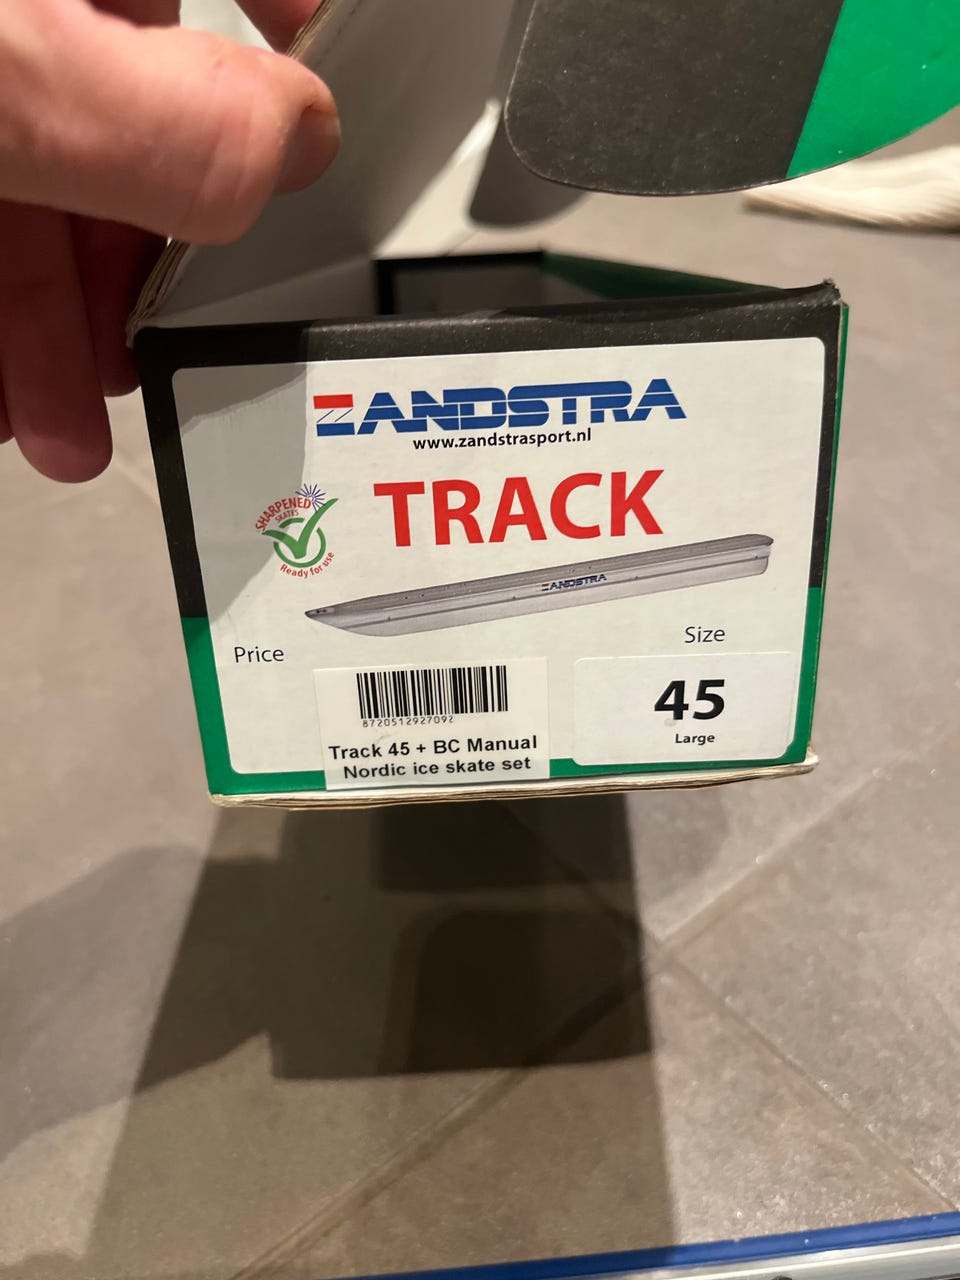 ZANDSTRA
www.zandstrasport.nl
TRACK
SHARPENED
SKATES
Ready for use
ZANDSTRA
Price
Size
8720512927092
Track 45 + BC Manual
Nordic ice skate set
45
Large